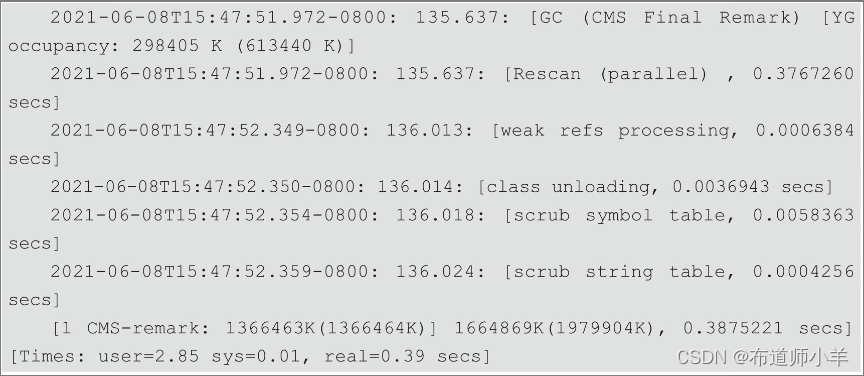 2021-06-08T15:47:51.972-0800: 135.637: [GC (CMS Final Remark) [YG
occupancy: 298405 K (613440 K)]
2021-06-08T15:47:51.972-0800: 135.637: [Rescan (parallel) , 0.3767260
secs]
2021-06-08T15:47:52.349-0800: 136.013: [weak refs processing, 0.0006384
secs]
2021-06-08T15:47:52.350-0800: 136.014: [class unloading, 0.0036943 secs]
2021-06-08T15:47:52.354-0800: 136.018: [scrub symbol table, 0.0058363
secs]
2021-06-08T15:47:52.359-0800: 136.024: [scrub string table, 0.0004256
secs]
[1 CMS-remark: 1366463K(1366464K)] 1664869K(1979904K), 0.3875221 secs]
[Times: user=2.85 sys=0.01, real=0.39 secs]
CSDN @布道师小羊